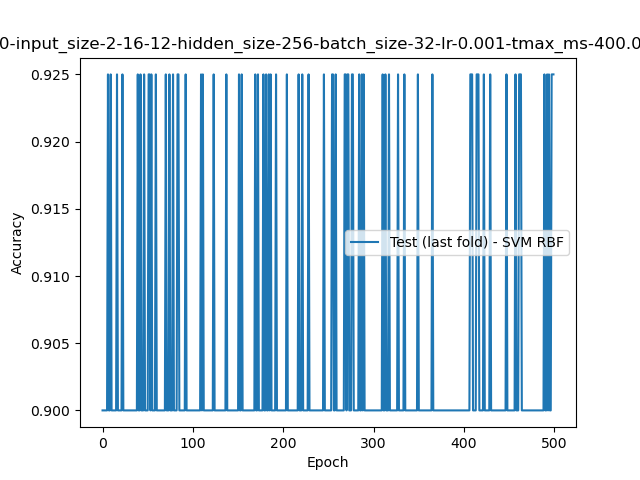 0-input_size-2-16-12-hidden_size-256-batch_size-32-lr-0.001-tmax_ms-400.0
0.925
0.920
0.915
0.910
0.905
0.900
Accuracy
Test (last fold) - SVM RBF
0 100 200 300 400 500
Epoch